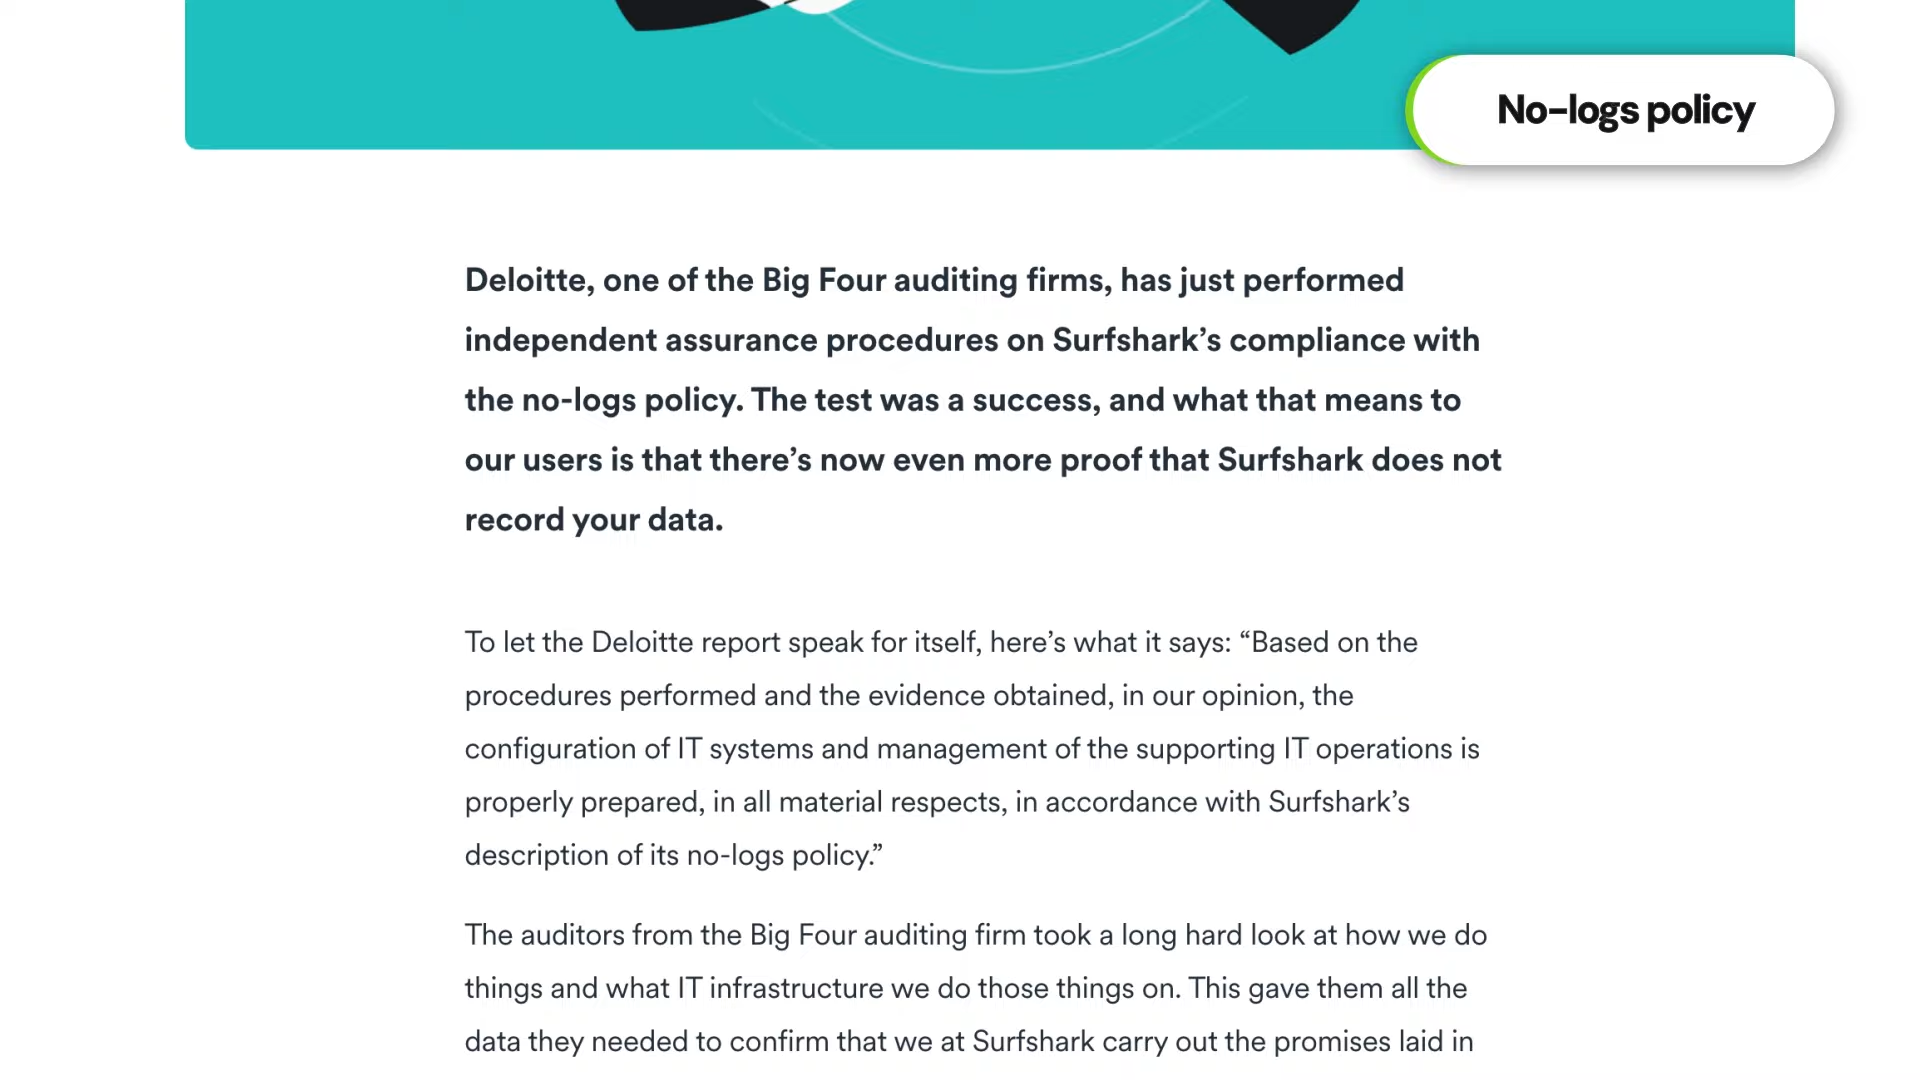 No-logs policy
Deloitte, one of the Big Four auditing firms, has just performed
independent assurance procedures on Surfshark’s compliance with
the no-logs policy. The test was a success, and what that means to
our users is that there’s now even more proof that Surfshark does not
record your data.
To let the Deloitte report speak for itself, here’s what it says: “Based on the
procedures performed and the evidence obtained, in our opinion, the
configuration of IT systems and management of the supporting IT operations is
properly prepared, in all material respects, in accordance with Surfshark’s
description of its no-logs policy.”
The auditors from the Big Four auditing firm took a long hard look at how we do
things and what IT infrastructure we do those things on. This gave them all the
data they needed to confirm that we at Surfshark carry out the promises laid in